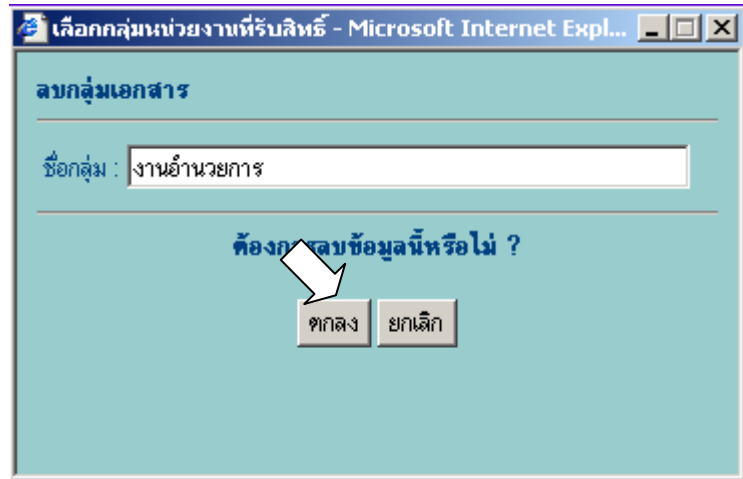 เลือกกลุ่มหน่วยงานที่รับสิทธิ์ - Microsoft Internet Expl...
ลบกลุ่มเอกสาร
ชื่อกลุ่ม : งานอำนวยการ
ต้องการลบข้อมูลนี้หรือไม่ ?
ตกลง ยกเลิก